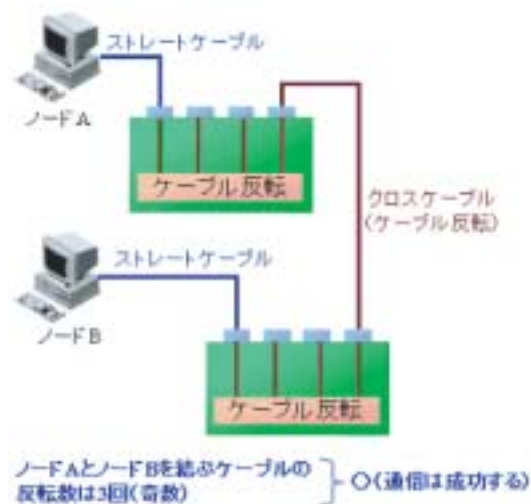 ストレートケーブル
ノードA
ケーブル反転
クロスケーブル
(ケーブル反転)
ストレートケーブル
ノードB
ケーブル反転
ノードAとノードBを結ぶケーブルの
反転数は3回(奇数)
○(通信は成功する)